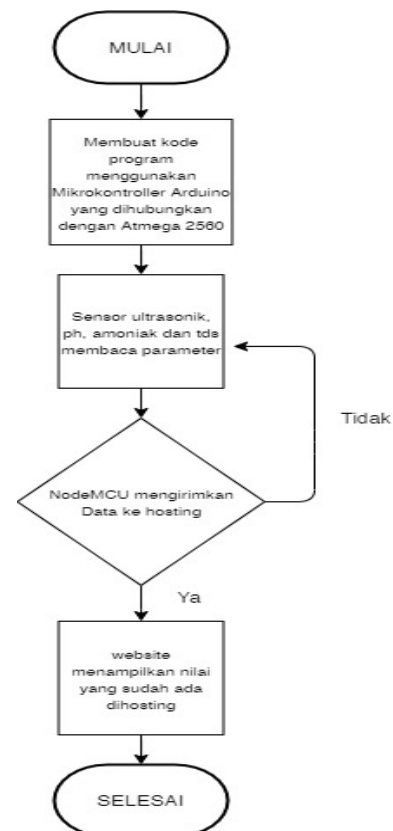 MULAI
Membuat kode
program
menggunakan
Mikrokontroller Arduino
yang dihubungkan
dengan Atmega 2560
Sensor ultrasonik,
ph, amoniak dan tds
membaca parameter
Tidak
NodeMCU mengirimkan
Data ke hosting
Ya
website
menampilkan nilai
yang sudah ada
dihosting
SELESAI